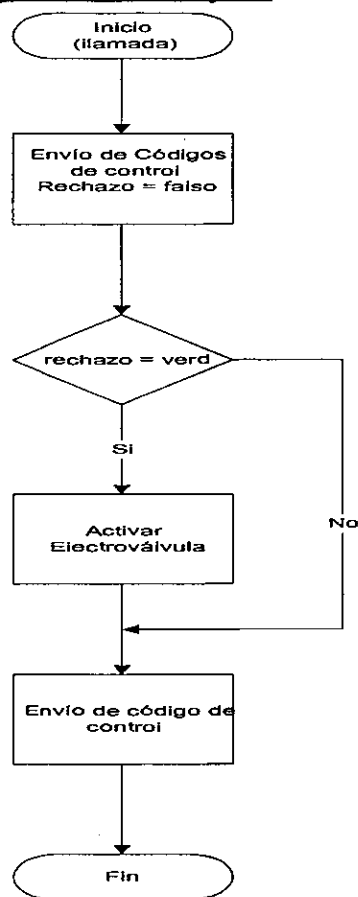 Inicio
(llamada)
Envío de Códigos
de control
Rechazo = falso
rechazo = verd
Si
No
Activar
Electroválvula
Envío de código de
control
Fin